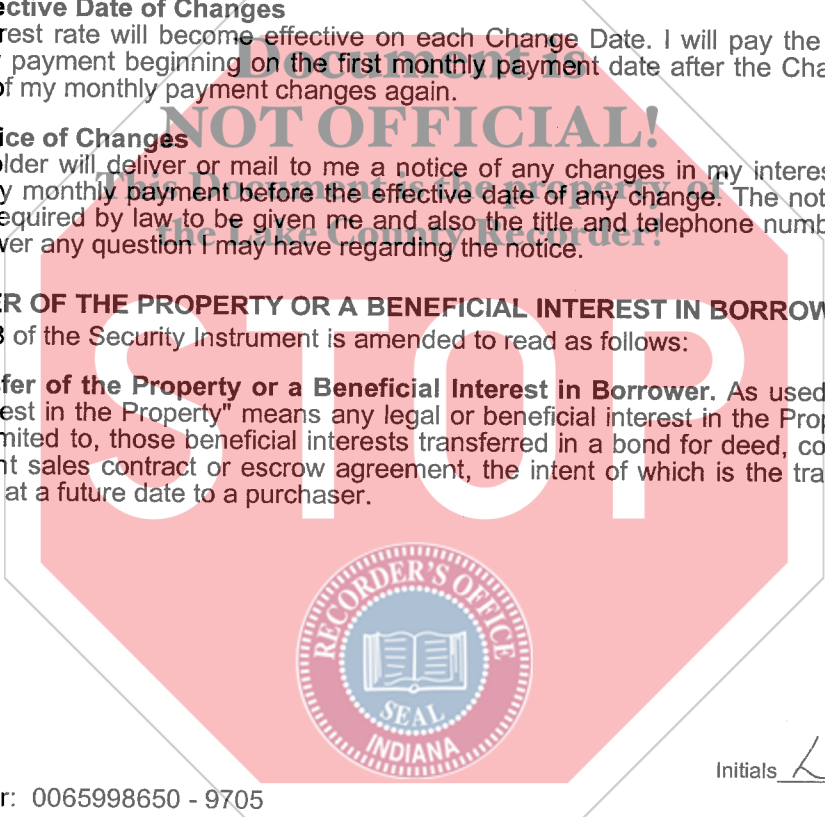 ective Date of Changes
rest rate will become effective on each Change Date. I will pay the
payment beginning on the first monthly payment date after the Cha
of my monthly payment changes again.
Document is
NOT OFFICIAL!
This Document is the property of
the Lake County Recorder!
ice of Changes
older will deliver or mail to me a notice of any changes in my interes
y monthly payment before the effective date of any change. The not
equired by law to be given me and also the title and telephone numb
ver any question I may have regarding the notice.
R OF THE PROPERTY OR A BENEFICIAL INTEREST IN BORROW
3 of the Security Instrument is amended to read as follows:
STOP
fer of the Property or a Beneficial Interest in Borrower. As used
est in the Property" means any legal or beneficial interest in the Prop
mited to, those beneficial interests transferred in a bond for deed, co
nt sales contract or escrow agreement, the intent of which is the tra
at a future date to a purchaser.
RECORDER'S OFFICE
SEAL
INDIANA
Initials
r: 0065998650 - 9705